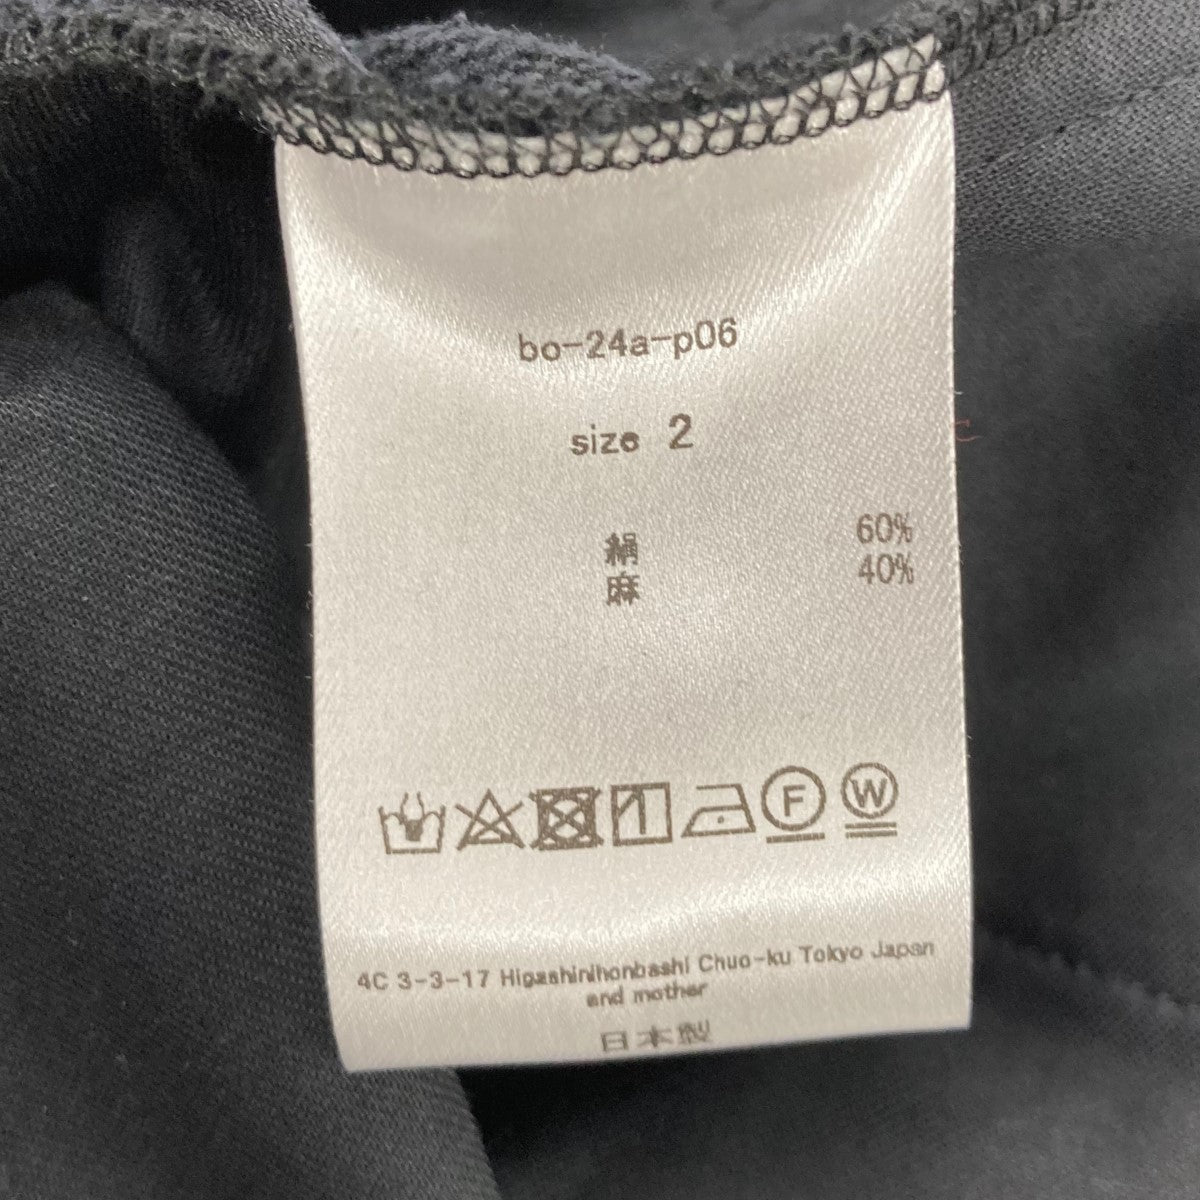 bo-24a-p06
size 2
絹 60%
麻 40%
F W
4C 3-3-17 Higashinihonbashi Chuo-ku Tokyo Japan
and mother
日本製